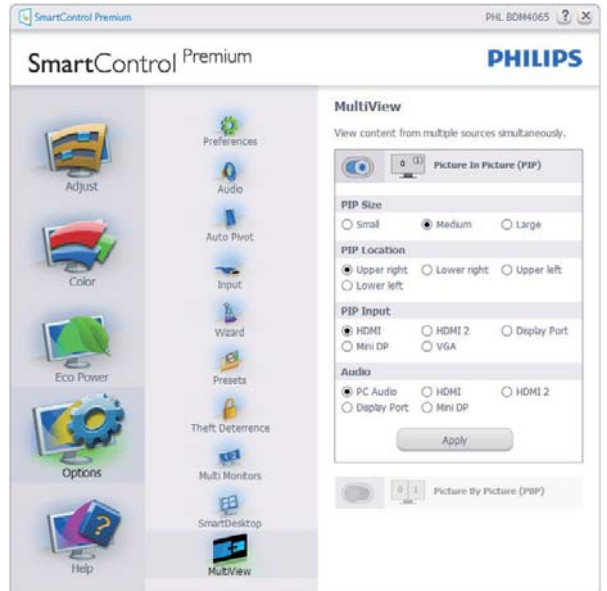 SmartControl Premium
PHL BDM4065 ? X
SmartControl Premium
PHILIPS
Adjust
Color
Eco Power
Options
Help
Preferences
Audio
Auto Pivot
Input
Wizard
Presets
Theft Deterrence
Multi Monitors
SmartDesktop
MultiView
MultiView
View content from multiple sources simultaneously.
0 1 Picture In Picture (PIP)
PIP Size
Small Medium Large
PIP Location
Upper right Lower right Upper left
Lower left
PIP Input
HDMI HDMI 2 Display Port
Mini DP VGA
Audio
PC Audio HDMI HDMI 2
Display Port Mini DP
Apply
0 1 Picture By Picture (PBP)